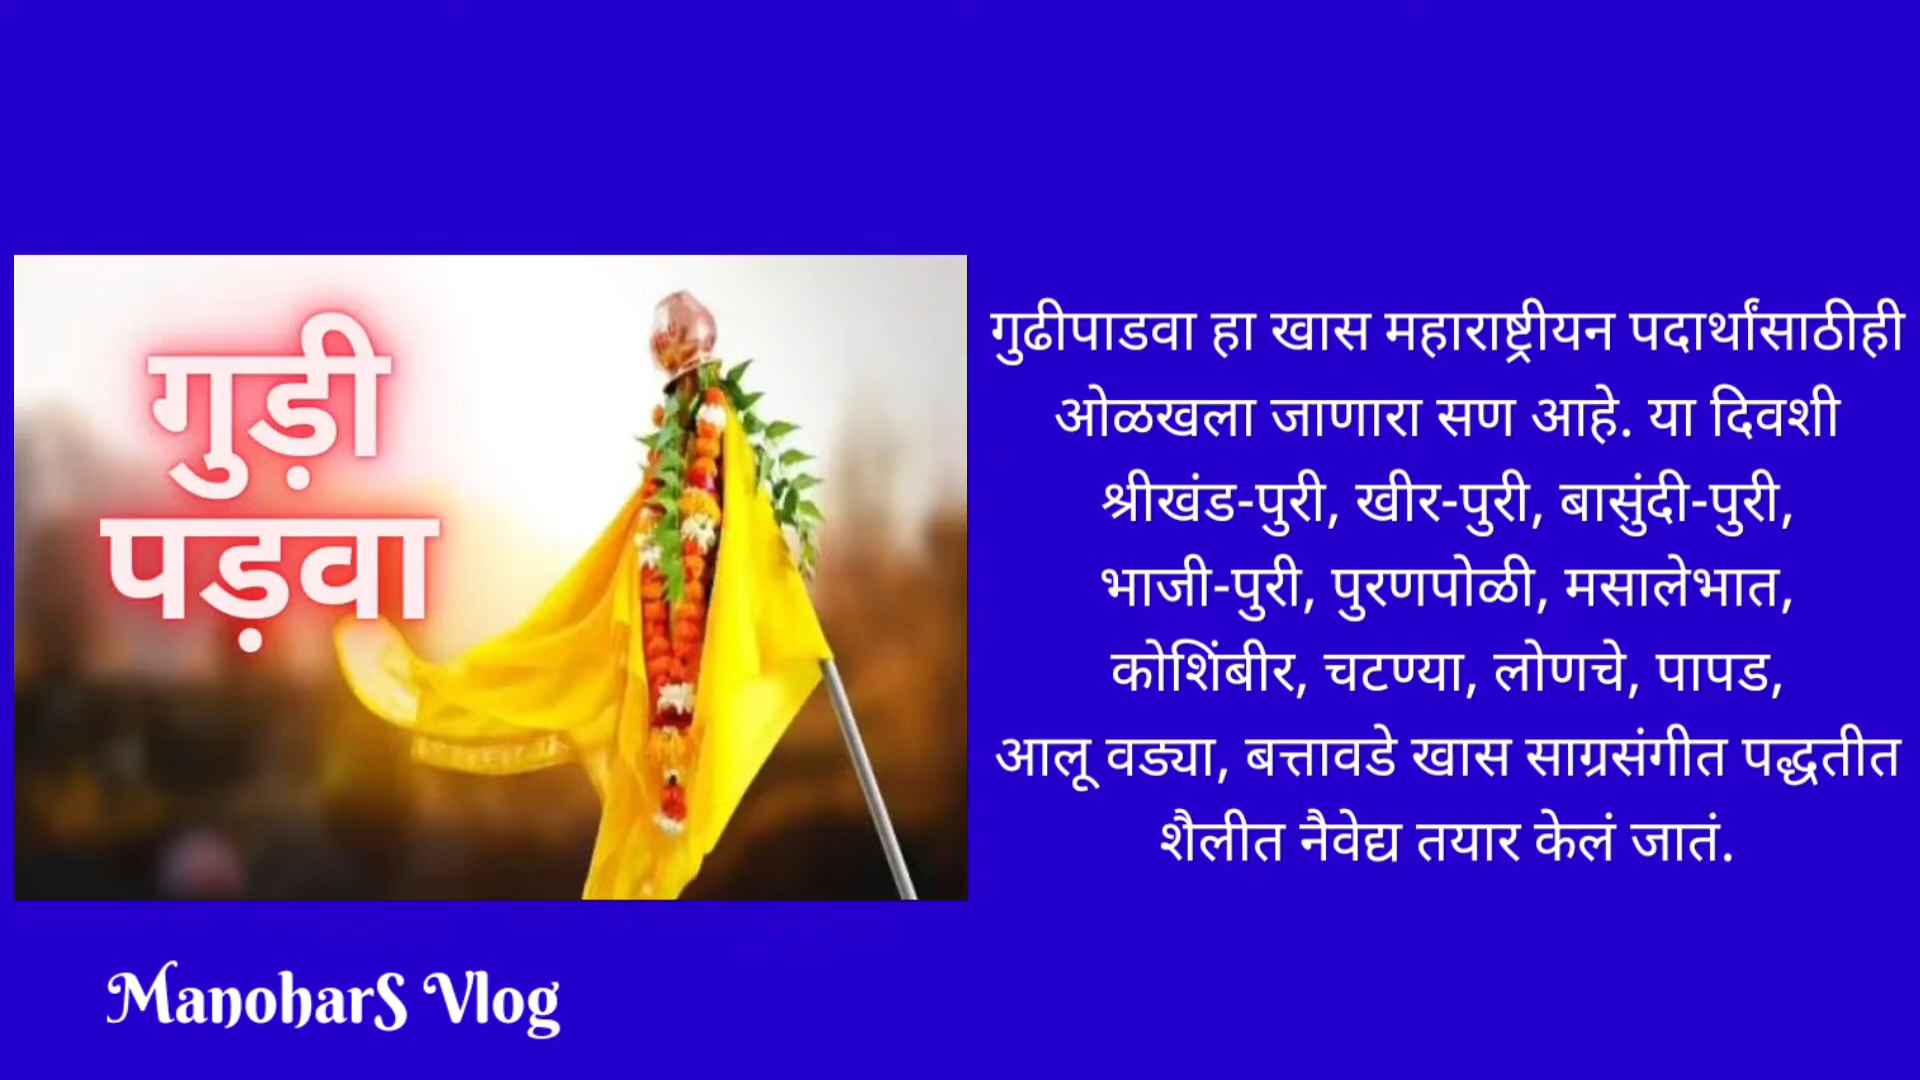 गुड़ी
पड़वा
गुढीपाडवा हा खास महाराष्ट्रीयन पदार्थांसाठीही
ओळखला जाणारा सण आहे. या दिवशी
श्रीखंड-पुरी, खीर-पुरी, बासुंदी-पुरी,
भाजी-पुरी, पुरणपोळी, मसालेभात,
कोशिंबीर, चटण्या, लोणचे, पापड,
आलू वड्या, बत्तावडे खास साग्रसंगीत पद्धतीत
शैलीत नैवेद्य तयार केलं जातं.
ManoharS Vlog